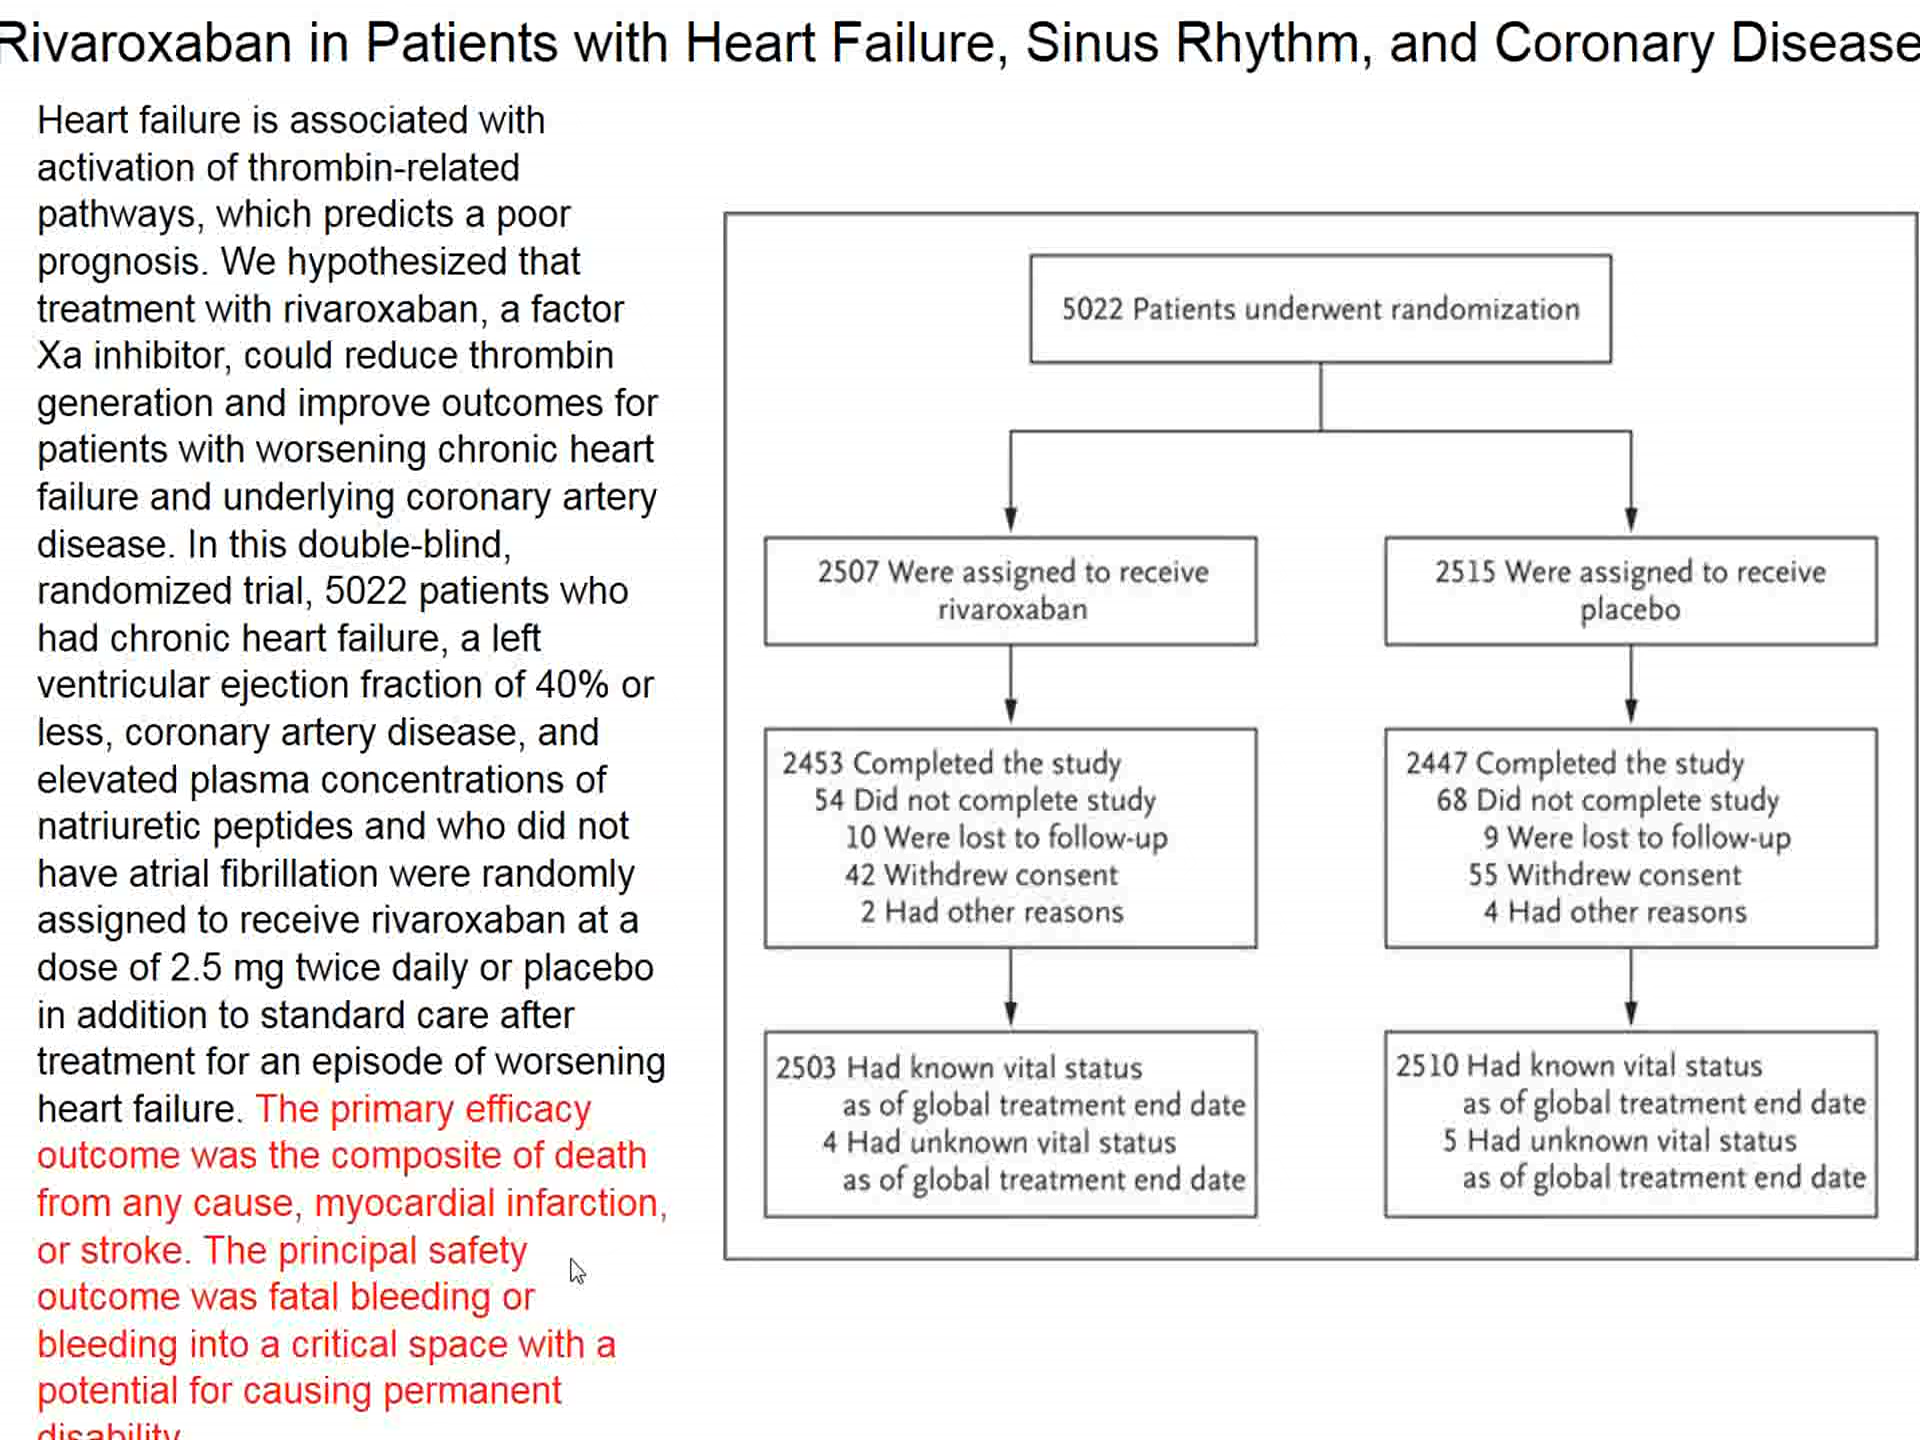 Rivaroxaban in Patients with Heart Failure, Sinus Rhythm, and Coronary Disease
Heart failure is associated with
activation of thrombin-related
pathways, which predicts a poor
prognosis. We hypothesized that
treatment with rivaroxaban, a factor
Xa inhibitor, could reduce thrombin
generation and improve outcomes for
patients with worsening chronic heart
failure and underlying coronary artery
disease. In this double-blind,
randomized trial, 5022 patients who
had chronic heart failure, a left
ventricular ejection fraction of 40% or
less, coronary artery disease, and
elevated plasma concentrations of
natriuretic peptides and who did not
have atrial fibrillation were randomly
assigned to receive rivaroxaban at a
dose of 2.5 mg twice daily or placebo
in addition to standard care after
treatment for an episode of worsening
heart failure. The primary efficacy
outcome was the composite of death
from any cause, myocardial infarction,
or stroke. The principal safety
outcome was fatal bleeding or
bleeding into a critical space with a
potential for causing permanent
disability.
5022 Patients underwent randomization
2507 Were assigned to receive
rivaroxaban
2515 Were assigned to receive
placebo
2453 Completed the study
54 Did not complete study
10 Were lost to follow-up
42 Withdrew consent
2 Had other reasons
2447 Completed the study
68 Did not complete study
9 Were lost to follow-up
55 Withdrew consent
4 Had other reasons
2503 Had known vital status
as of global treatment end date
4 Had unknown vital status
as of global treatment end date
2510 Had known vital status
as of global treatment end date
5 Had unknown vital status
as of global treatment end date